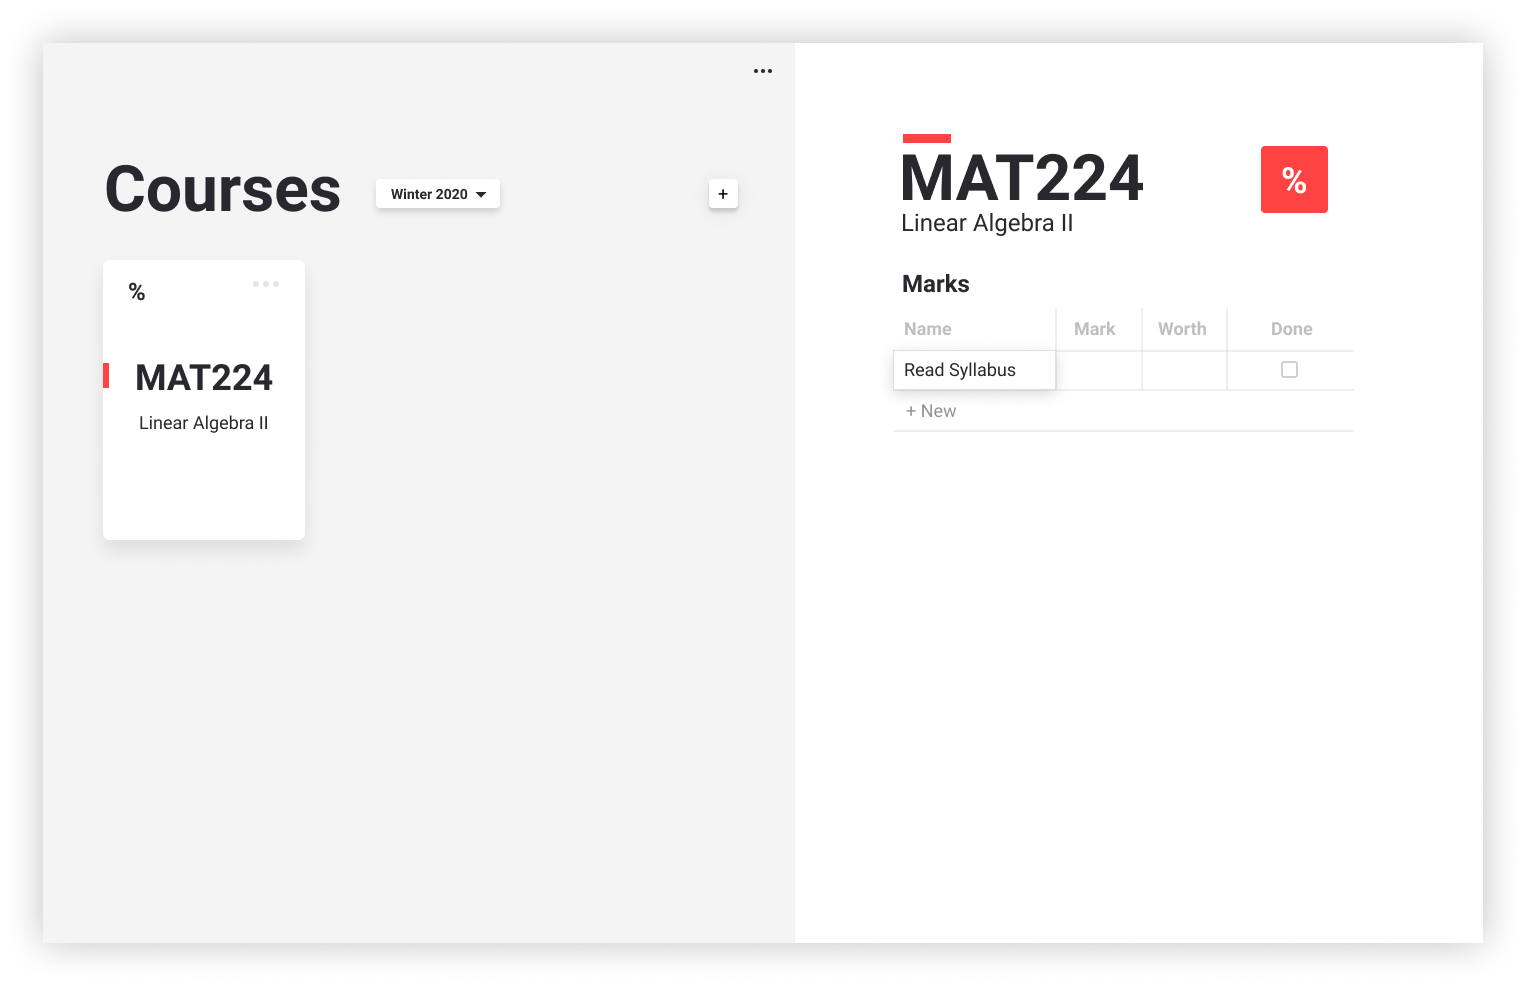 Courses
Winter 2020
+
%
MAT224
Linear Algebra II
MAT224
Linear Algebra II
%
Marks
Name Mark Worth Done
Read Syllabus
+ New